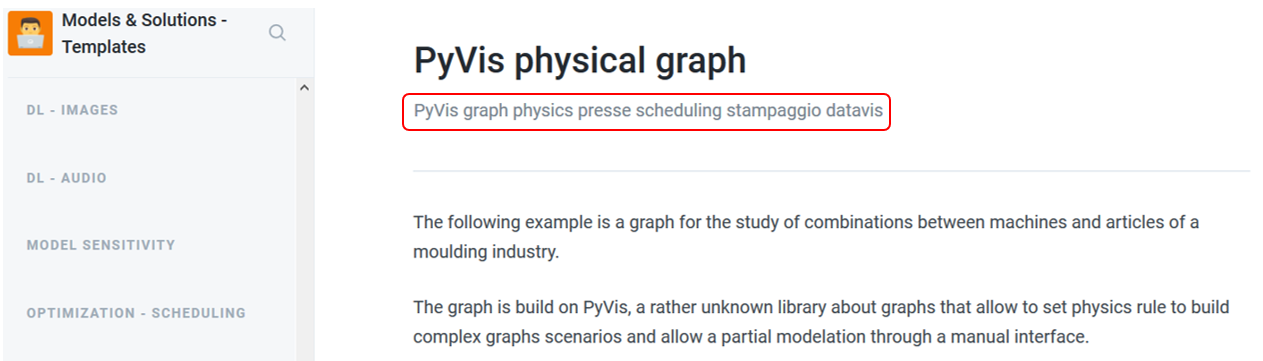 Models & Solutions -
Templates
DL - IMAGES
DL - AUDIO
MODEL SENSITIVITY
OPTIMIZATION - SCHEDULING
PyVis physical graph
PyVis graph physics presse scheduling stampaggio datavis
The following example is a graph for the study of combinations between machines and articles of a
moulding industry.
The graph is build on PyVis, a rather unknown library about graphs that allow to set physics rule to build
complex graphs scenarios and allow a partial modelation through a manual interface.